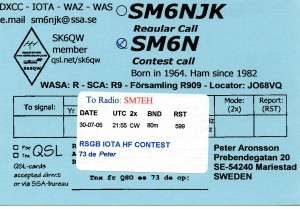 DXCC - IOTA - WAZ - WAS
e.mail sm6njk@ssa.se
SM6NJK
Regular Call
SK6QW
member
qsl.net/sk6qw
SM6N
Contest call
SK6QW
Born in 1964. Ham since 1982
WASA: R - SCA: R9 - Församling R909 - Locator: JO68VQ
To signal:
Mode:
(2x)
Report:
(RST)
To Radio: SM7EH
DATE UTC 2x BND RST
30-07-05 21:55 CW 80m 599
RSGB IOTA HF CONTEST
73 de Peter
Pse
Tnx
QSL
QSL-cards
accepted direct
or via SSA-bureau
Peter Aronsson
Prebendegatan 20
SE-54240 Mariestad
SWEDEN
Tnx fr QSO es 73 de op: